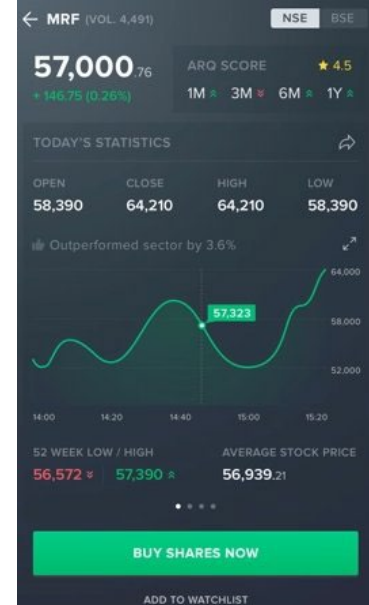 ← MRF (VOL. 4,491) NSE BSE
57,000.76 ARQ SCORE ★ 4.5
+ 146.75 (0.26%) 1M 3M 6M 1Y
TODAY'S STATISTICS
OPEN CLOSE HIGH LOW
58,390 64,210 64,210 58,390
Outperformed sector by 3.6%
64,000
57,323
58,000
52,000
14:00 14:20 14:40 15:00 15:20
52 WEEK LOW / HIGH AVERAGE STOCK PRICE
56,572 57,390 56,939.21
BUY SHARES NOW
ADD TO WATCHLIST